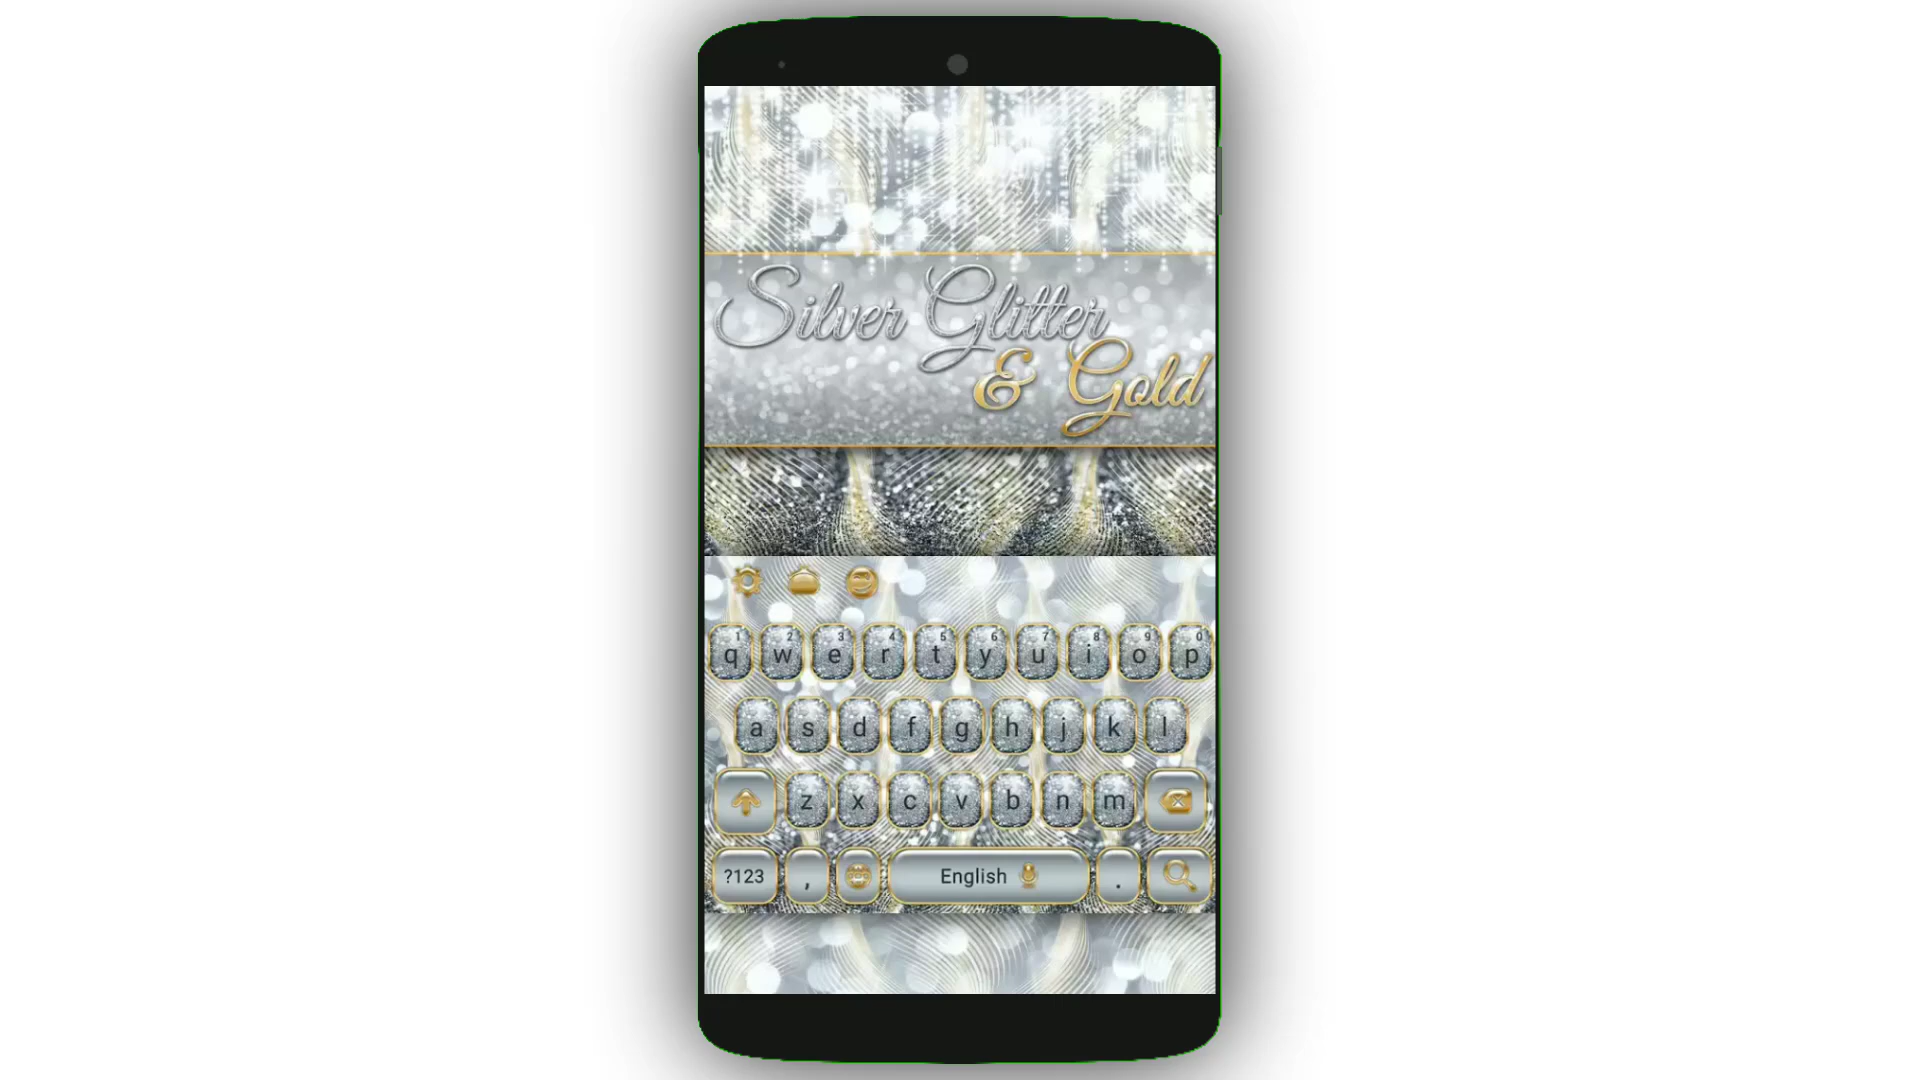 Silver Glitter
& Gold
1 2 3 4 5 6 7 8 9 0
q w e r t y u i o p
a s d f g h j k l
z x c v b n m
?123 , English .